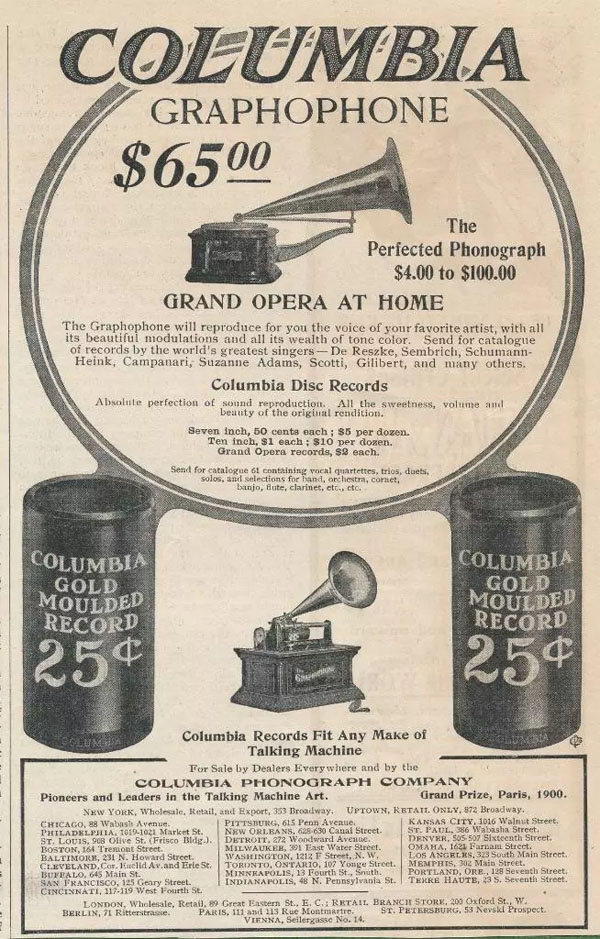 COLUMBIA
GRAPHOPHONE
$65.00
The
Perfected Phonograph
$4.00 to $100.00
GRAND OPERA AT HOME
The Graphophone will reproduce for you the voice of your favorite artist, with all
its beautiful modulations and all its wealth of tone color. Send for catalogue
of records by the world's greatest singers—De Reszke, Sembrich, Schumann-
Heink, Campanari, Suzanne Adams, Scotti, Gilibert, and many others.
Columbia Disc Records
Absolute perfection of sound reproduction. All the sweetness, volume and
beauty of the original rendition.
Seven inch, 50 cents each; $5 per dozen.
Ten inch, $1 each; $10 per dozen.
Grand Opera records, $2 each.
Send for catalogue 61 containing vocal quartettes, trios, duets,
solos, and selections for band, orchestra, cornet,
banjo, flute, clarinet, etc., etc.
COLUMBIA
GOLD
MOULDED
RECORD
25¢
COLUMBIA
GRAPHOPHONE
COLUMBIA
GOLD
MOULDED
RECORD
25¢
COLUMBIA
Columbia Records Fit Any Make of
Talking Machine
For Sale by Dealers Everywhere and by the
COLUMBIA PHONOGRAPH COMPANY
Pioneers and Leaders in the Talking Machine Art. Grand Prize, Paris, 1900.
NEW YORK, Wholesale, Retail, and Export, 353 Broadway. UPTOWN, RETAIL ONLY, 872 Broadway.
CHICAGO, 88 Wabash Avenue.
PHILADELPHIA, 1019-1021 Market St.
ST. LOUIS, 908 Olive St. (Frisco Bldg.).
BOSTON, 164 Tremont Street.
BALTIMORE, 231 N. Howard Street.
CLEVELAND, Cor. Euclid Av. and Erie St.
BUFFALO, 645 Main St.
SAN FRANCISCO, 125 Geary Street.
CINCINNATI, 117-119 West Fourth St.
PITTSBURG, 615 Penn Avenue.
NEW ORLEANS, 628-630 Canal Street.
DETROIT, 272 Woodward Avenue.
MILWAUKEE, 391 East Water Street.
WASHINGTON, 1212 F Street, N. W.
TORONTO, ONTARIO, 107 Yonge Street.
MINNEAPOLIS, 13 Fourth St., South.
INDIANAPOLIS, 48 N. Pennsylvania St.
KANSAS CITY, 1016 Walnut Street.
ST. PAUL, 386 Wabasha Street.
DENVER, 505-507 Sixteenth Street.
OMAHA, 1621 Farnam Street.
LOS ANGELES, 323 South Main Street.
MEMPHIS, 302 Main Street.
PORTLAND, ORE., 128 Seventh Street.
TERRE HAUTE, 23 S. Seventh Street.
LONDON, Wholesale, Retail, 89 Great Eastern St., E. C.; RETAIL BRANCH STORE, 200 Oxford St., W.
BERLIN, 71 Ritterstrasse. PARIS, 111 and 113 Rue Montmartre. ST. PETERSBURG, 53 Nevski Prospect.
VIENNA, Seilergasse No. 14.